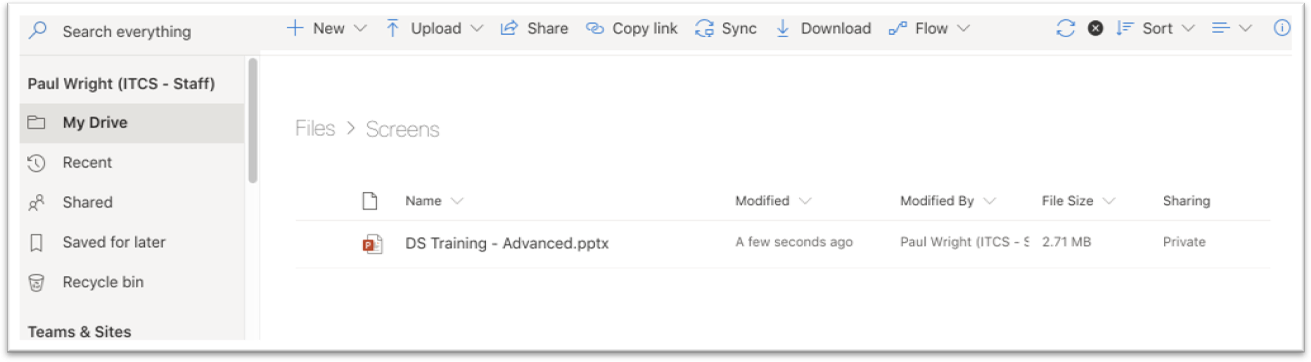 Search everything
New Upload Share Copy link Sync Download Flow Sort
Paul Wright (ITCS - Staff)
My Drive
Recent
Shared
Saved for later
Recycle bin
Teams & Sites
Files > Screens
Name Modified Modified By File Size Sharing
DS Training - Advanced.pptx A few seconds ago Paul Wright (ITCS - S 2.71 MB Private